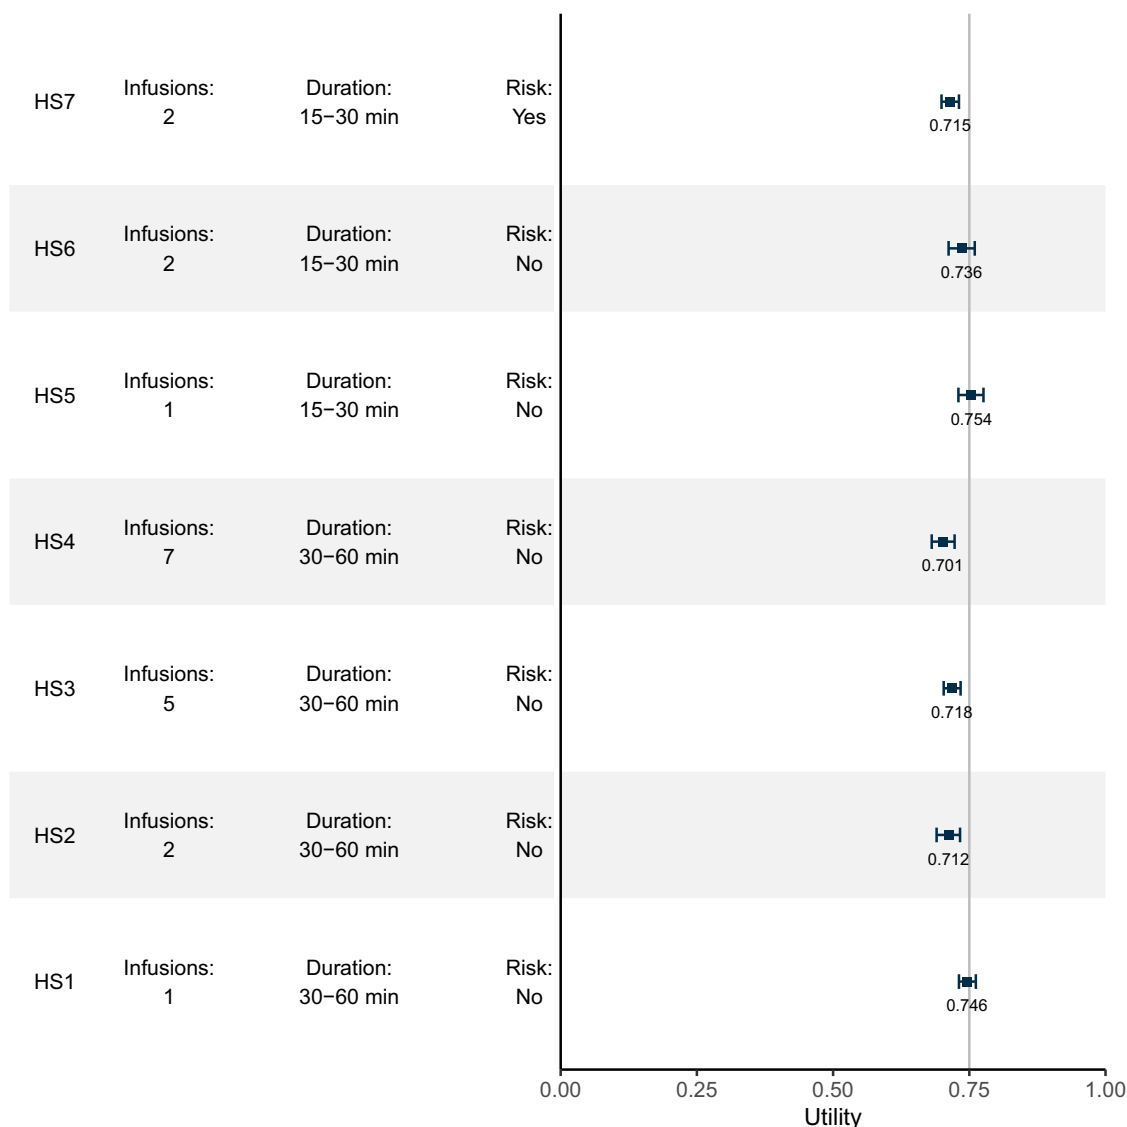 HS7
Infusions:
2
Duration:
15−30 min
Risk:
Yes
0.715
HS6
Infusions:
2
Duration:
15−30 min
Risk:
No
0.736
HS5
Infusions:
1
Duration:
15−30 min
Risk:
No
0.754
HS4
Infusions:
7
Duration:
30−60 min
Risk:
No
0.701
HS3
Infusions:
5
Duration:
30−60 min
Risk:
No
0.718
HS2
Infusions:
2
Duration:
30−60 min
Risk:
No
0.712
HS1
Infusions:
1
Duration:
30−60 min
Risk:
No
0.746
0.00 0.25 0.50 0.75 1.00
Utility